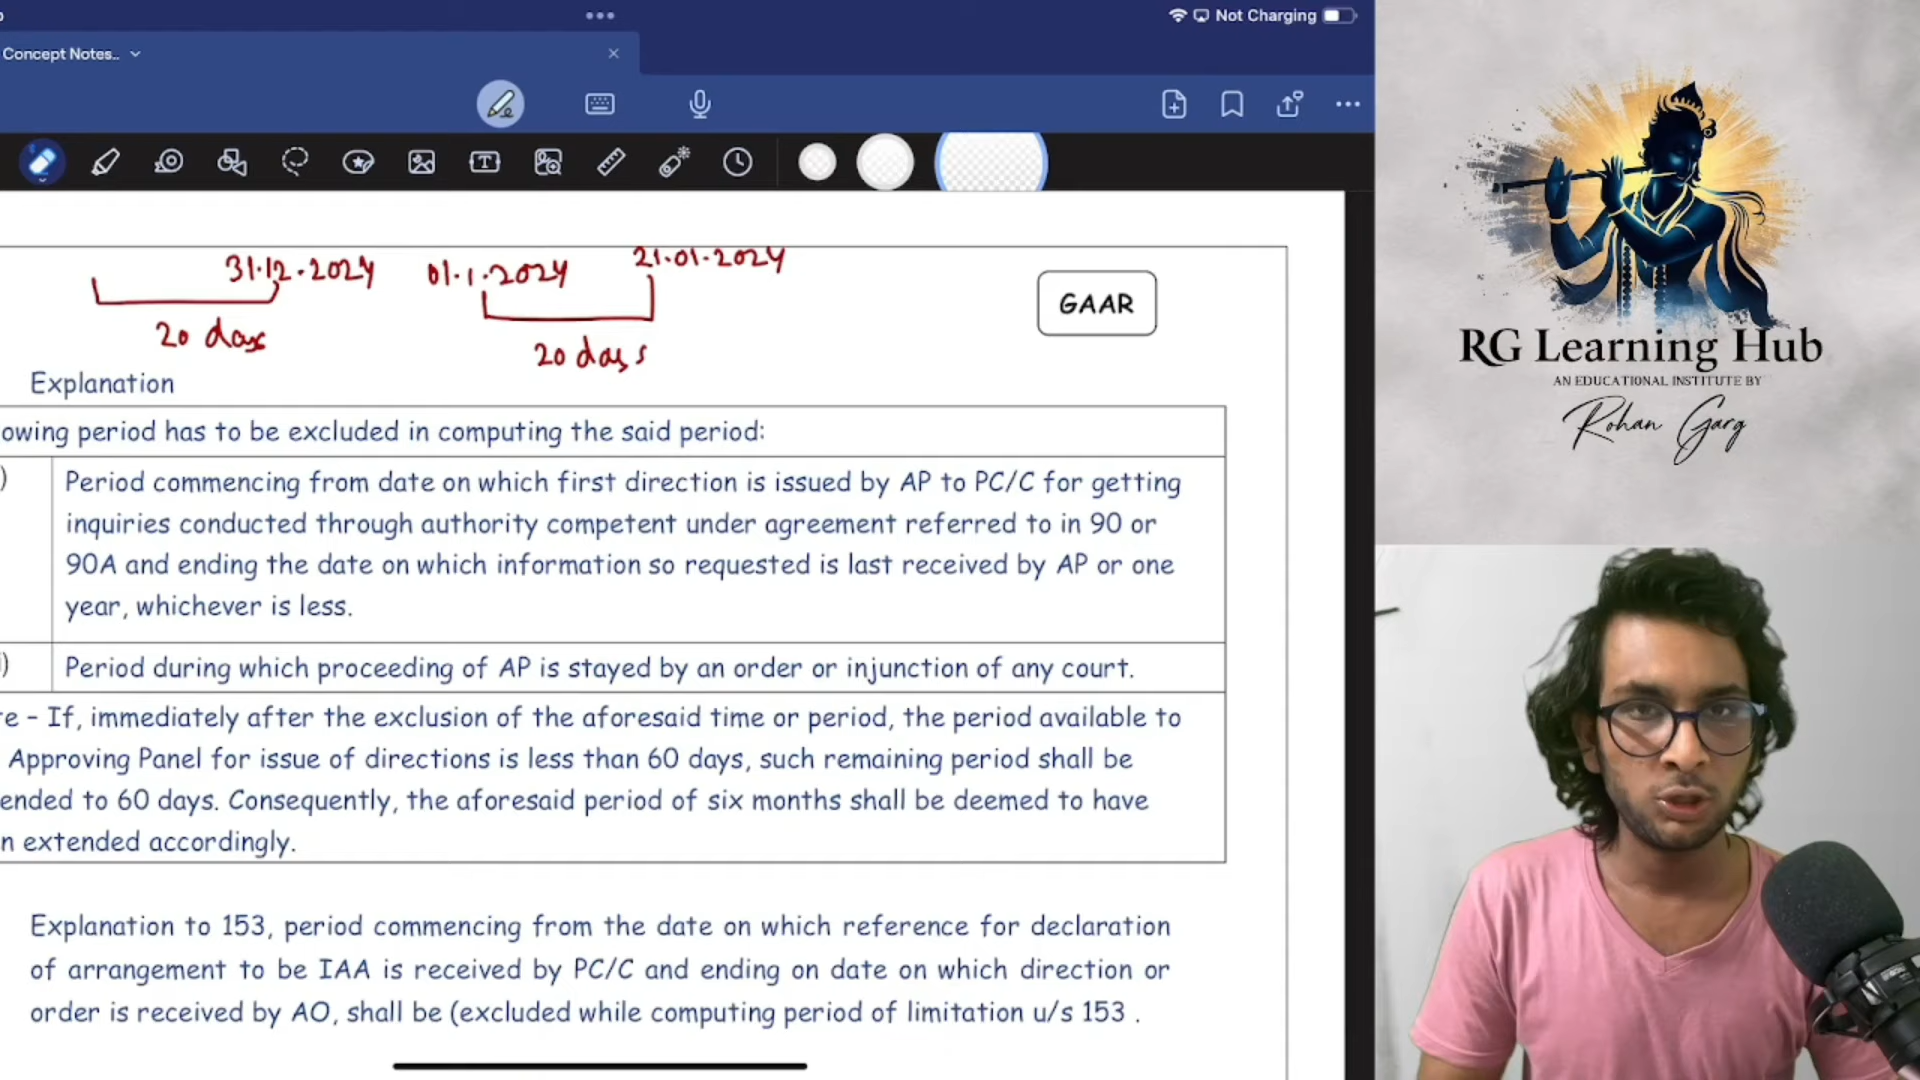 Not Charging
Concept Notes..
31.12.2024 01.1.2024 21.01.2024
20 days 20 days
GAAR
Explanation
owing period has to be excluded in computing the said period:
)
Period commencing from date on which first direction is issued by AP to PC/C for getting
inquiries conducted through authority competent under agreement referred to in 90 or
90A and ending the date on which information so requested is last received by AP or one
year, whichever is less.
)
Period during which proceeding of AP is stayed by an order or injunction of any court.
te – If, immediately after the exclusion of the aforesaid time or period, the period available to
Approving Panel for issue of directions is less than 60 days, such remaining period shall be
ended to 60 days. Consequently, the aforesaid period of six months shall be deemed to have
n extended accordingly.
Explanation to 153, period commencing from the date on which reference for declaration
of arrangement to be IAA is received by PC/C and ending on date on which direction or
order is received by AO, shall be (excluded while computing period of limitation u/s 153 .
RG Learning Hub
AN EDUCATIONAL INSTITUTE BY
Rohan Garg